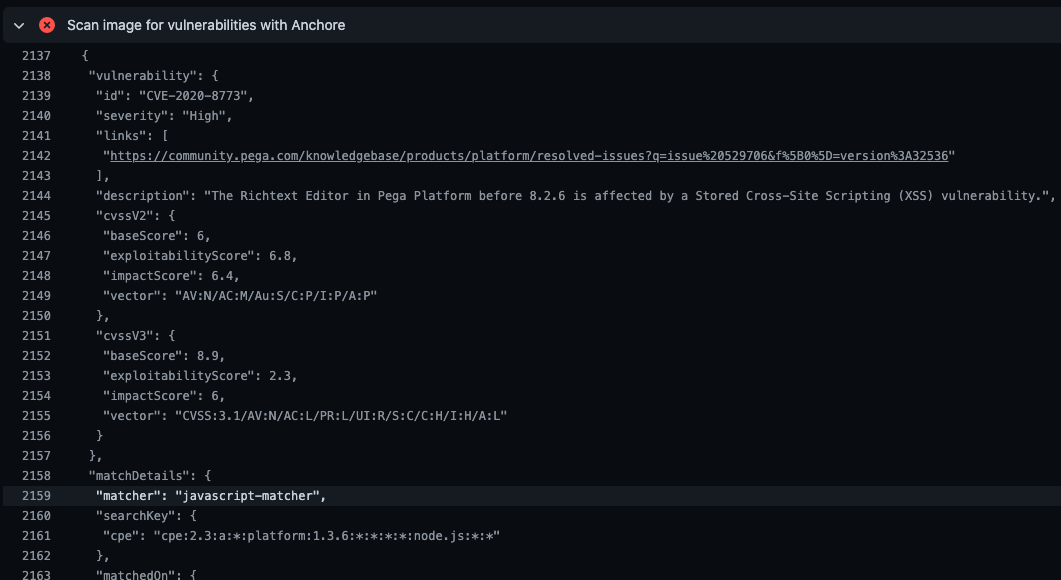 Scan image for vulnerabilities with Anchore
2137 {
2138 "vulnerability": {
2139 "id": "CVE-2020-8773",
2140 "severity": "High",
2141 "links": [
2142 "https://community.pega.com/knowledgebase/products/platform/resolved-issues?q=issue%20529706&f%5B0%5D=version%3A32536"
2143 ],
2144 "description": "The Richtext Editor in Pega Platform before 8.2.6 is affected by a Stored Cross-Site Scripting (XSS) vulnerability.",
2145 "cvssV2": {
2146 "baseScore": 6,
2147 "exploitabilityScore": 6.8,
2148 "impactScore": 6.4,
2149 "vector": "AV:N/AC:M/Au:S/C:P/I:P/A:P"
2150 },
2151 "cvssV3": {
2152 "baseScore": 8.9,
2153 "exploitabilityScore": 2.3,
2154 "impactScore": 6,
2155 "vector": "CVSS:3.1/AV:N/AC:L/PR:L/UI:R/S:C/C:H/I:H/A:L"
2156 }
2157 },
2158 "matchDetails": {
2159 "matcher": "javascript-matcher",
2160 "searchKey": {
2161 "cpe": "cpe:2.3:a:*:platform:1.3.6:*:*:*:*:node.js:*:*"
2162 },
2163 "matchedOn": {